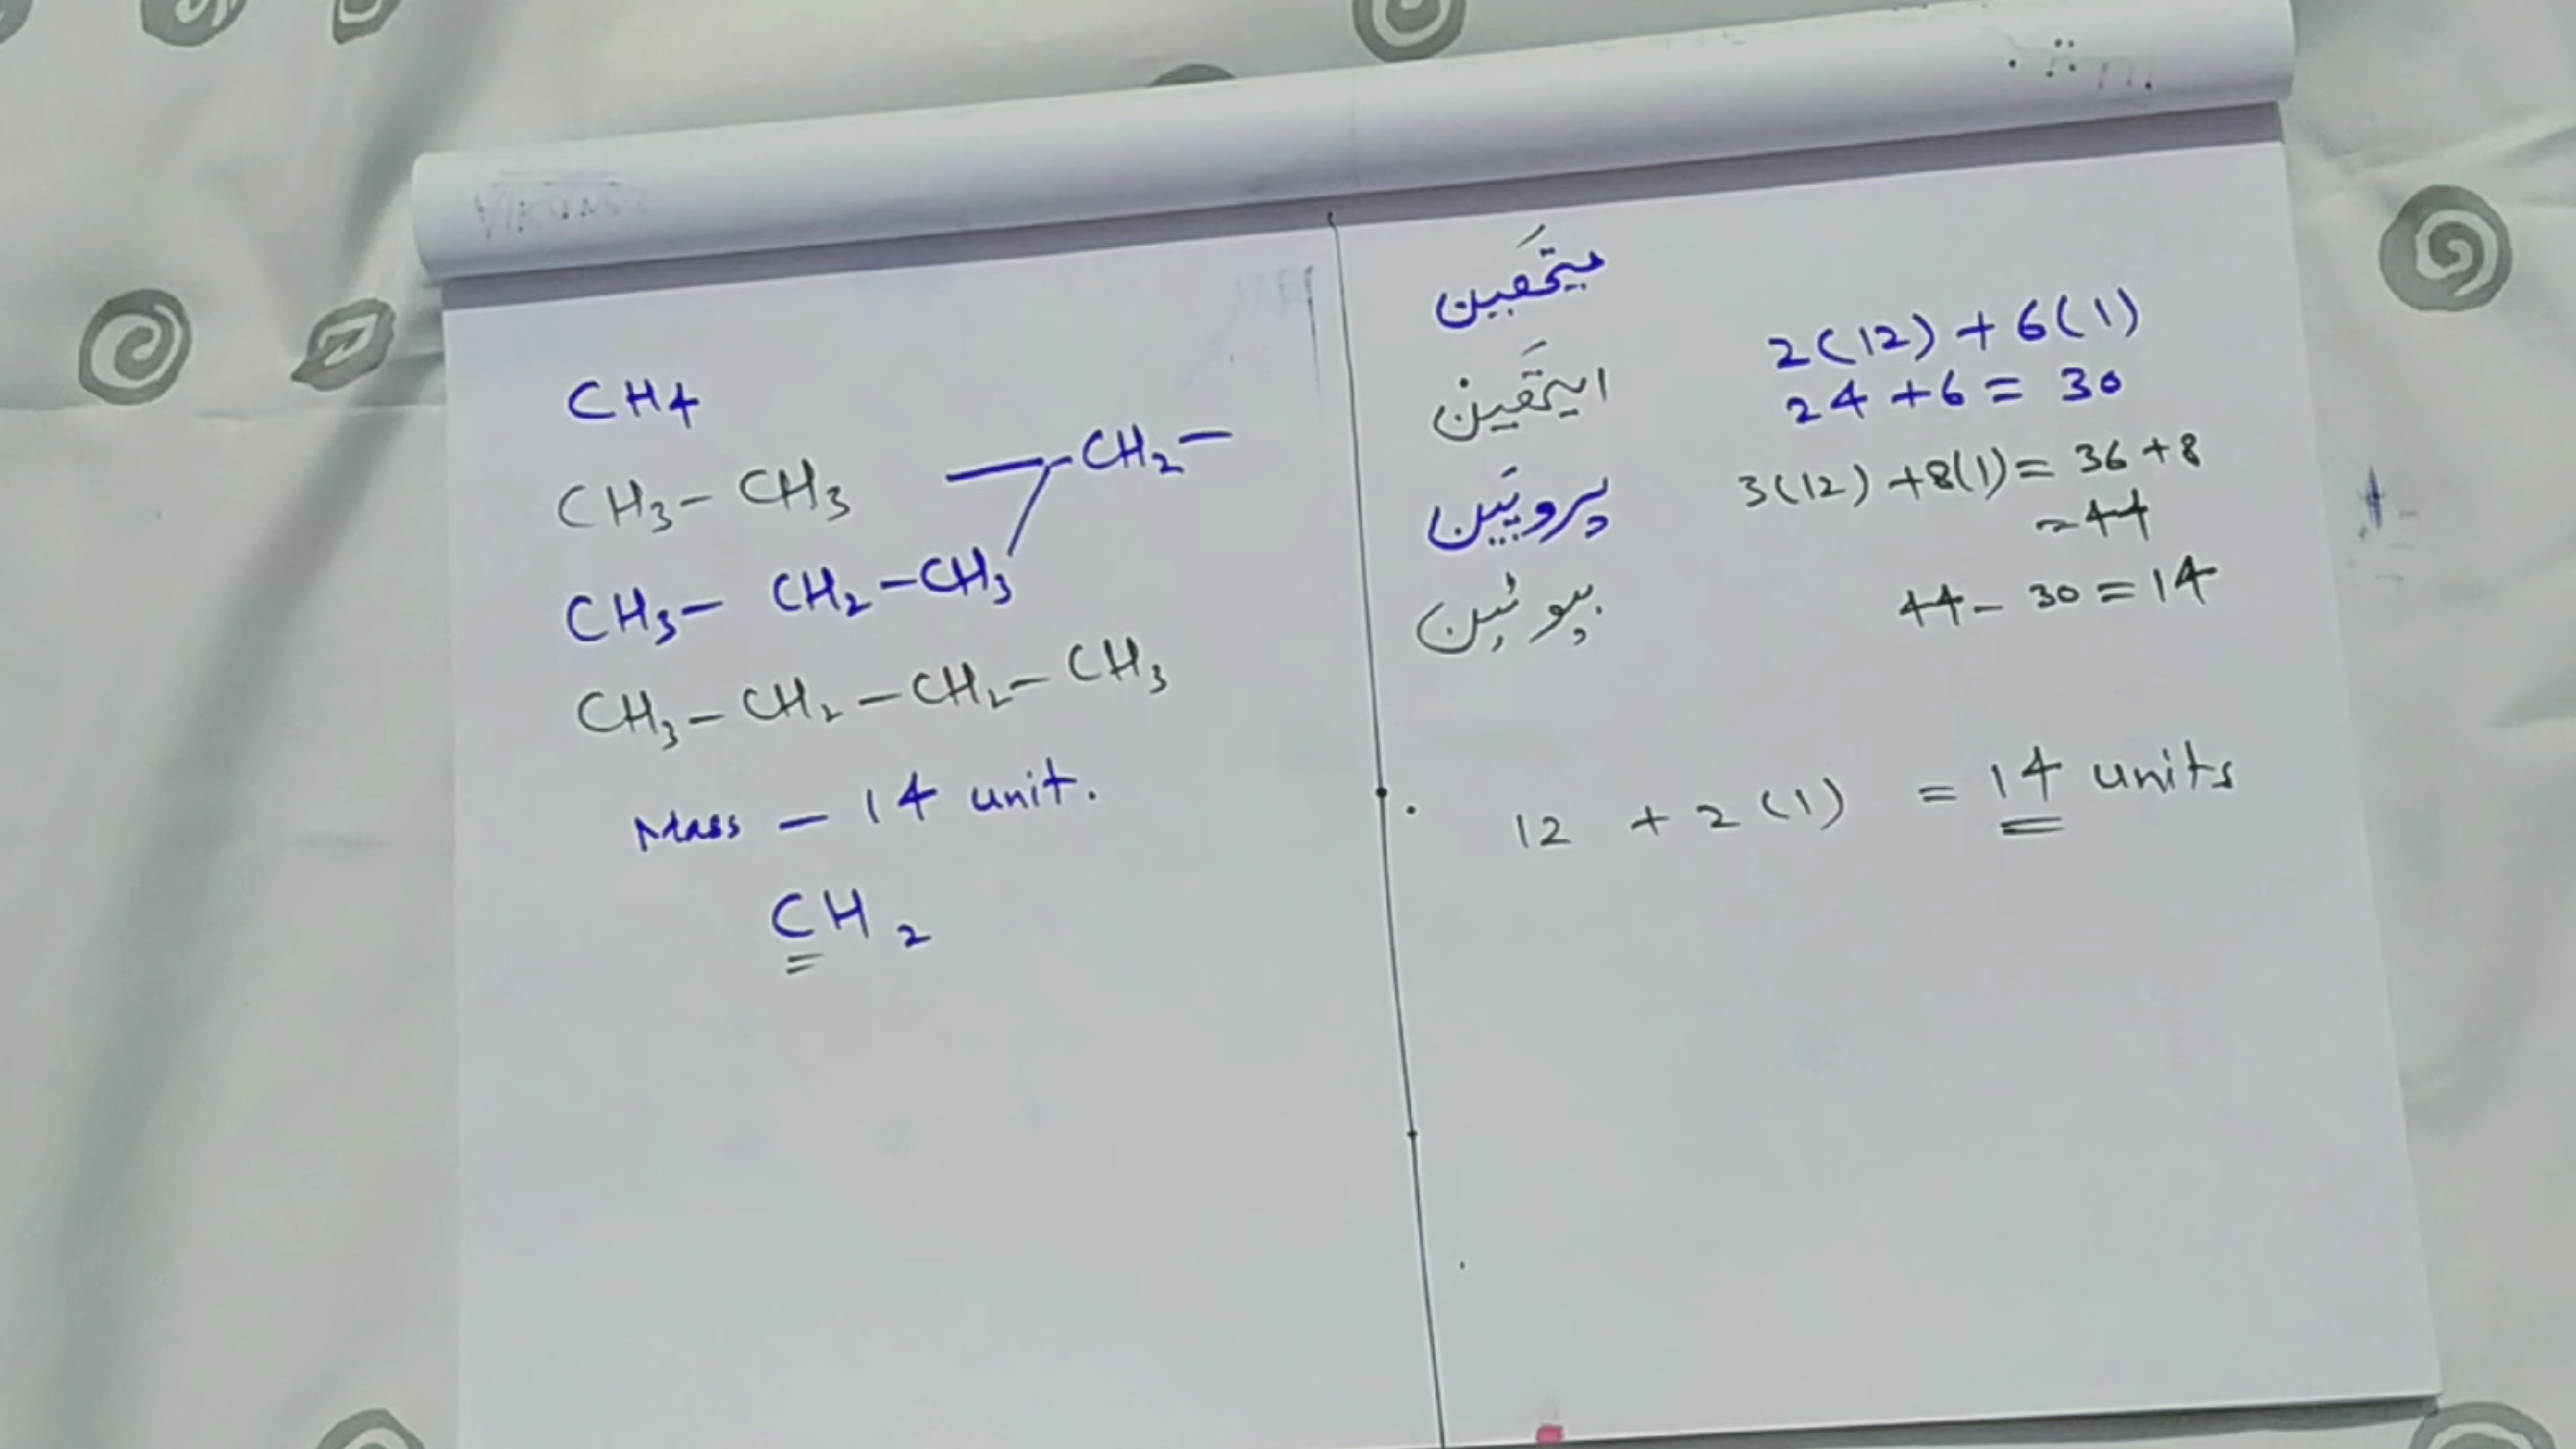 CH4
CH3 - CH3
— CH2 —
CH3 - CH2 - CH3
CH3 - CH2 - CH2 - CH3
Mass — 14 unit.
CH2
میتھین
ایتھین
پروپین
بیوٹین
2(12) + 6(1)
24 + 6 = 30
3(12) + 8(1) = 36 + 8
= 44
44 - 30 = 14
12 + 2(1) = 14 units